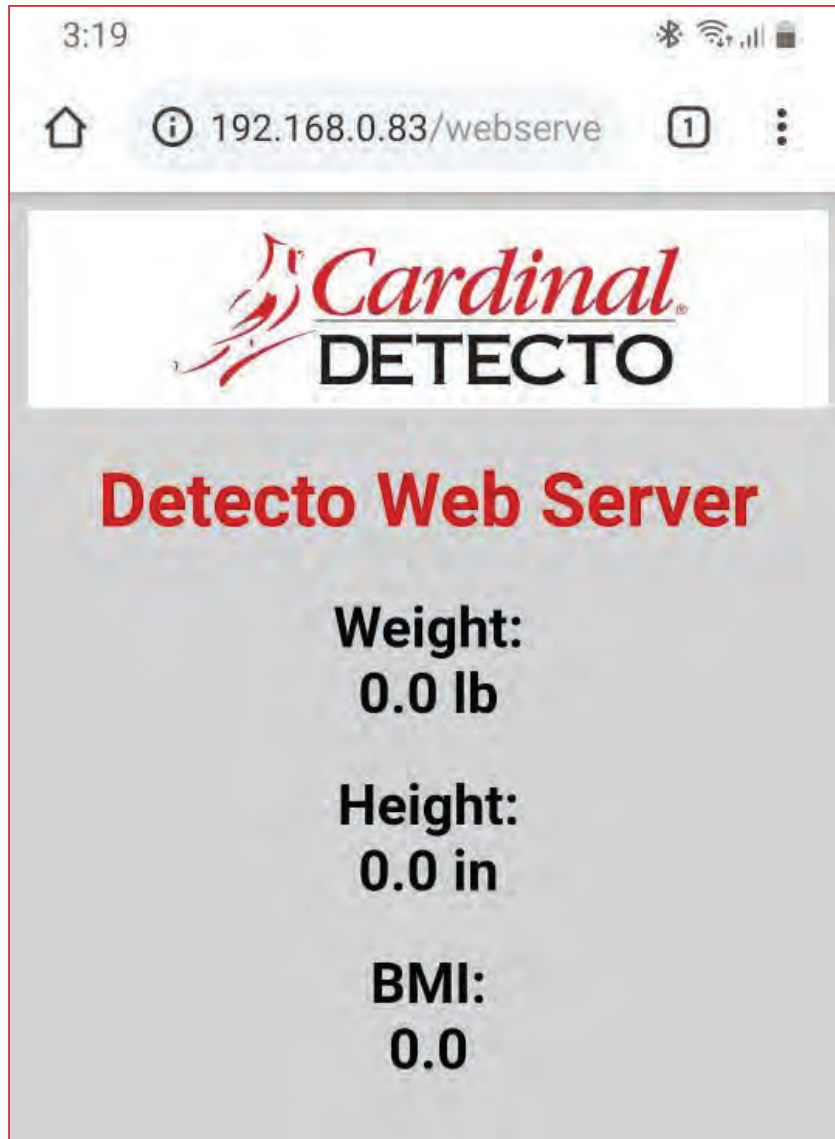 3:19
192.168.0.83/webserve
1
Cardinal®
DETECTO
Detecto Web Server
Weight:
0.0 lb
Height:
0.0 in
BMI:
0.0